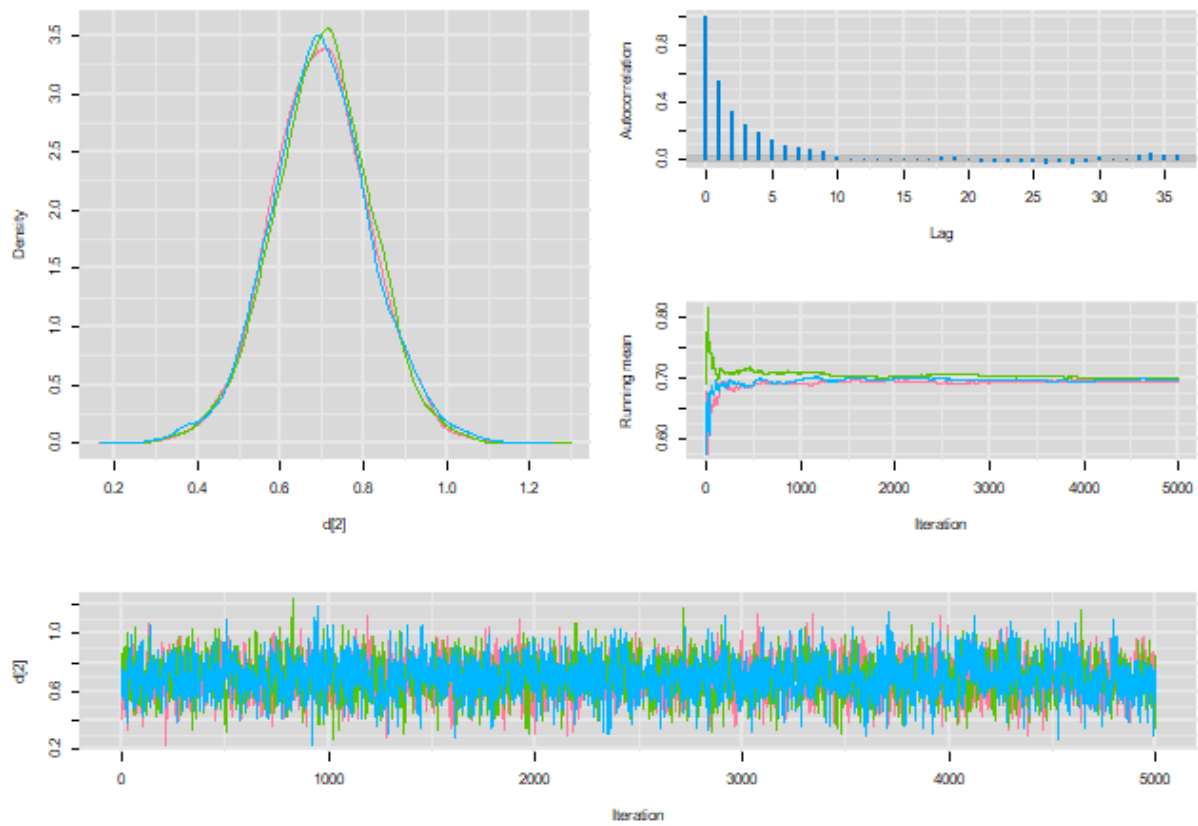 Density
0.0 0.5 1.0 1.5 2.0 2.5 3.0 3.5
0.2 0.4 0.6 0.8 1.0 1.2
d[2]
Autocorrelation
0.0 0.4 0.8
0 5 10 15 20 25 30 35
Lag
Running mean
0.60 0.70 0.80
0 1000 2000 3000 4000 5000
Iteration
d[2]
0.2 0.6 1.0
0 1000 2000 3000 4000 5000
Iteration